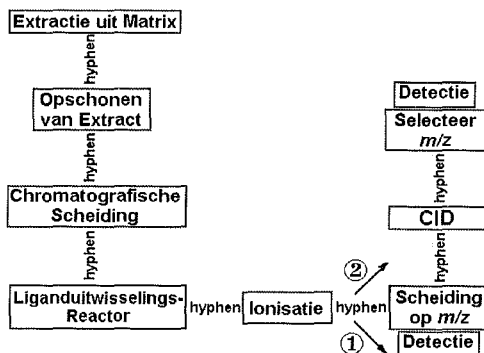 Extractie uit Matrix
hyphen
Opschonen
van Extract
hyphen
Chromatografische
Scheiding
hyphen
Liganduitwisselings-
Reactor
hyphen
Ionisatie
hyphen
②
①
Detectie
Selecteer
m/z
hyphen
CID
hyphen
Scheiding
op m/z
Detectie